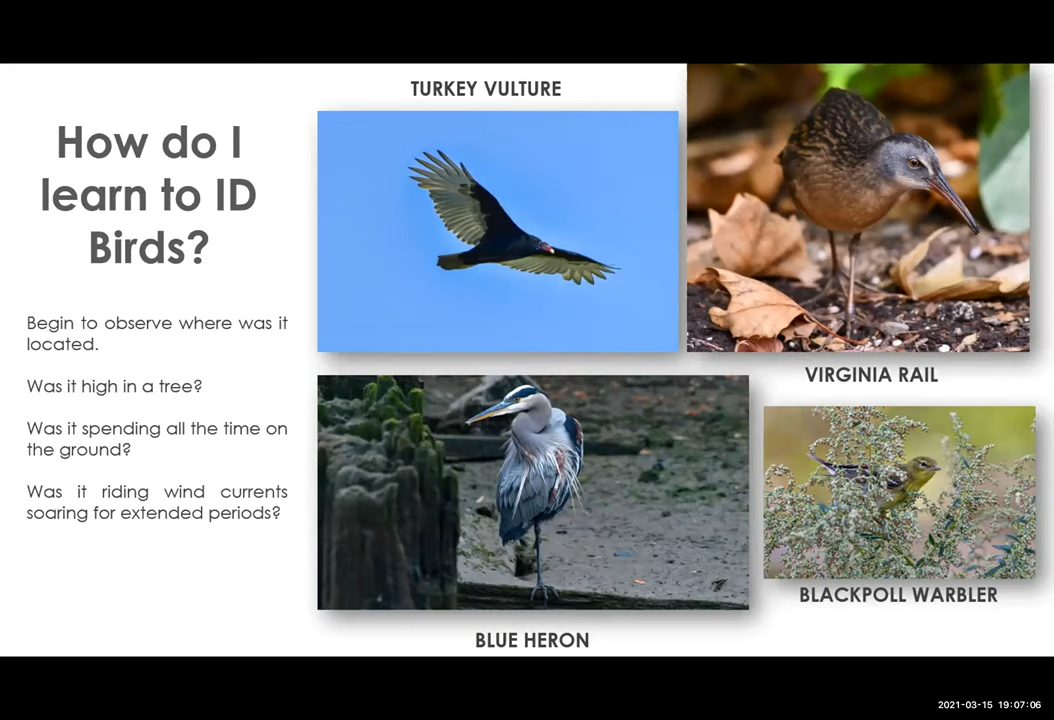 How do I
learn to ID
Birds?
Begin to observe where was it
located.
Was it high in a tree?
Was it spending all the time on
the ground?
Was it riding wind currents
soaring for extended periods?
TURKEY VULTURE
VIRGINIA RAIL
BLUE HERON
BLACKPOLL WARBLER
2021-03-15 19:07:06